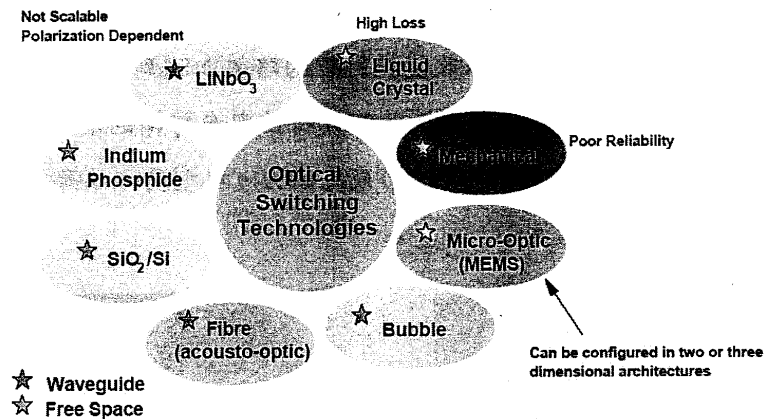 Not Scalable
Polarization Dependent
High Loss
LINbO₃
Liquid
Crystal
Poor Reliability
Mechanical
Indium
Phosphide
Optical
Switching
Technologies
Micro-Optic
(MEMS)
SiO₂/Si
Fibre
(acousto-optic)
Bubble
Can be configured in two or three
dimensional architectures
Waveguide
Free Space